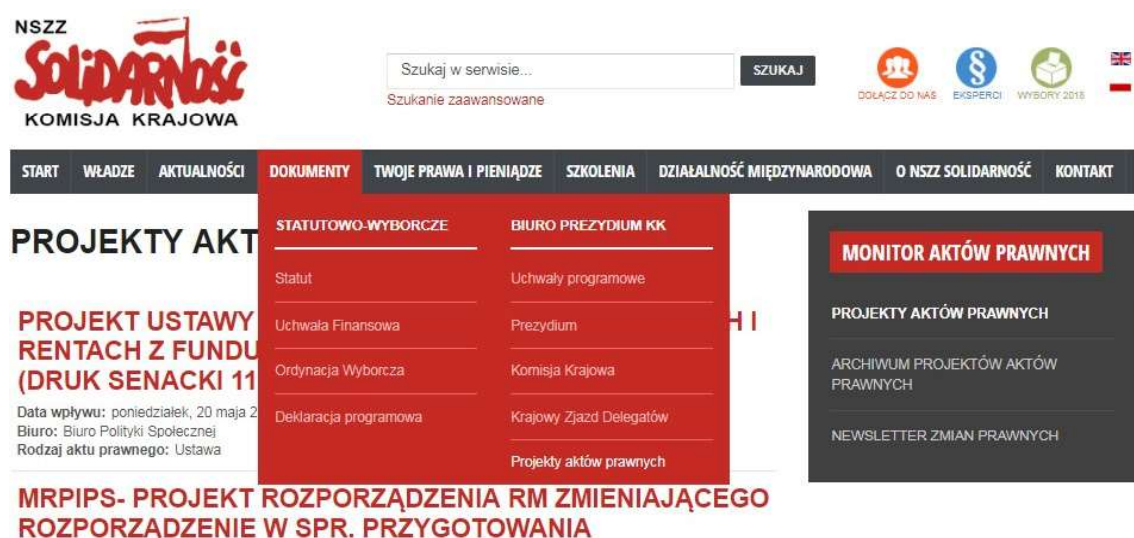 NSZZ
SOLIDARNOŚĆ
KOMISJA KRAJOWA
Szukaj w serwisie...
SZUKAJ
Szukanie zaawansowane
DOŁĄCZ DO NAS
EKSPERCI
WYBORY 2018
START WŁADZE AKTUALNOŚCI DOKUMENTY TWOJE PRAWA I PIENIĄDZE SZKOLENIA DZIAŁALNOŚĆ MIĘDZYNARODOWA O NSZZ SOLIDARNOŚĆ KONTAKT
PROJEKTY AKT
STATUTOWO-WYBORCZE
Statut
Uchwała Finansowa
Ordynacja Wyborcza
Deklaracja programowa
BIURO PREZYDIUM KK
Uchwały programowe
Prezydium
Komisja Krajowa
Krajowy Zjazd Delegatów
Projekty aktów prawnych
PROJEKT USTAWY H I
RENTACH Z FUNDU
(DRUK SENACKI 11
Data wpływu: poniedziałek, 20 maja 2
Biuro: Biuro Polityki Społecznej
Rodzaj aktu prawnego: Ustawa
MRPIPS- PROJEKT ROZPORZĄDZENIA RM ZMIENIAJĄCEGO
ROZPORZADZENIE W SPR. PRZYGOTOWANIA
MONITOR AKTÓW PRAWNYCH
PROJEKTY AKTÓW PRAWNYCH
ARCHIWUM PROJEKTÓW AKTÓW
PRAWNYCH
NEWSLETTER ZMIAN PRAWNYCH